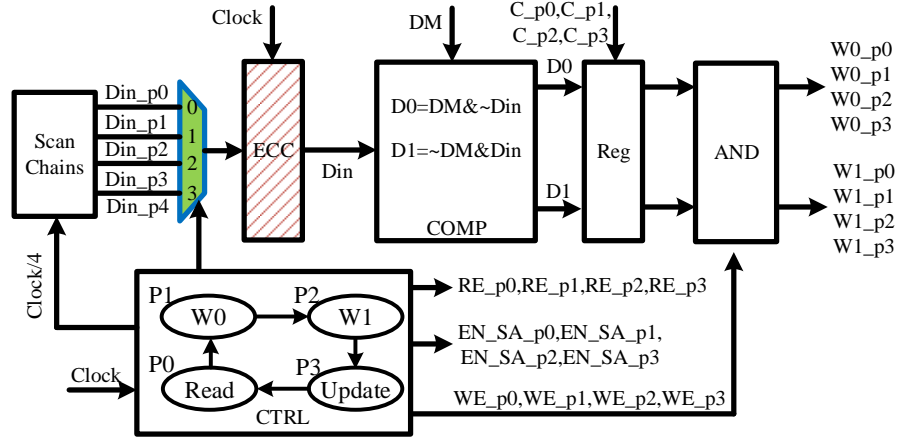 Clock
DM
C_p0,C_p1,
C_p2,C_p3
Scan
Chains
Din_p0
Din_p1
Din_p2
Din_p3
Din_p4
0
1
2
3
ECC
Din
D0=DM&~Din
D1=~DM&Din
COMP
D0
D1
Reg
AND
W0_p0
W0_p1
W0_p2
W0_p3
W1_p0
W1_p1
W1_p2
W1_p3
Clock/4
Clock
P1
W0
P2
W1
P0
Read
P3
Update
CTRL
RE_p0,RE_p1,RE_p2,RE_p3
EN_SA_p0,EN_SA_p1,
EN_SA_p2,EN_SA_p3
WE_p0,WE_p1,WE_p2,WE_p3